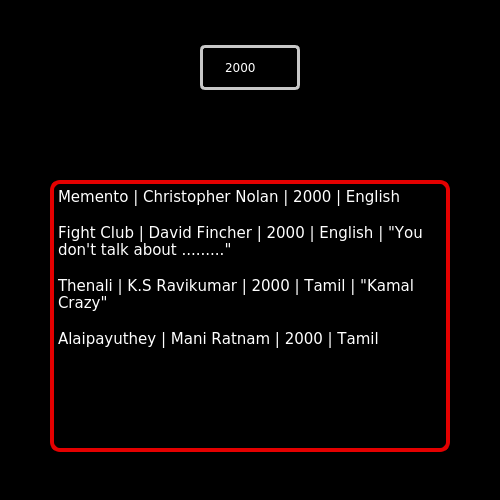 2000
Memento | Christopher Nolan | 2000 | English
Fight Club | David Fincher | 2000 | English | "You
don't talk about ........."
Thenali | K.S Ravikumar | 2000 | Tamil | "Kamal
Crazy"
Alaipayuthey | Mani Ratnam | 2000 | Tamil